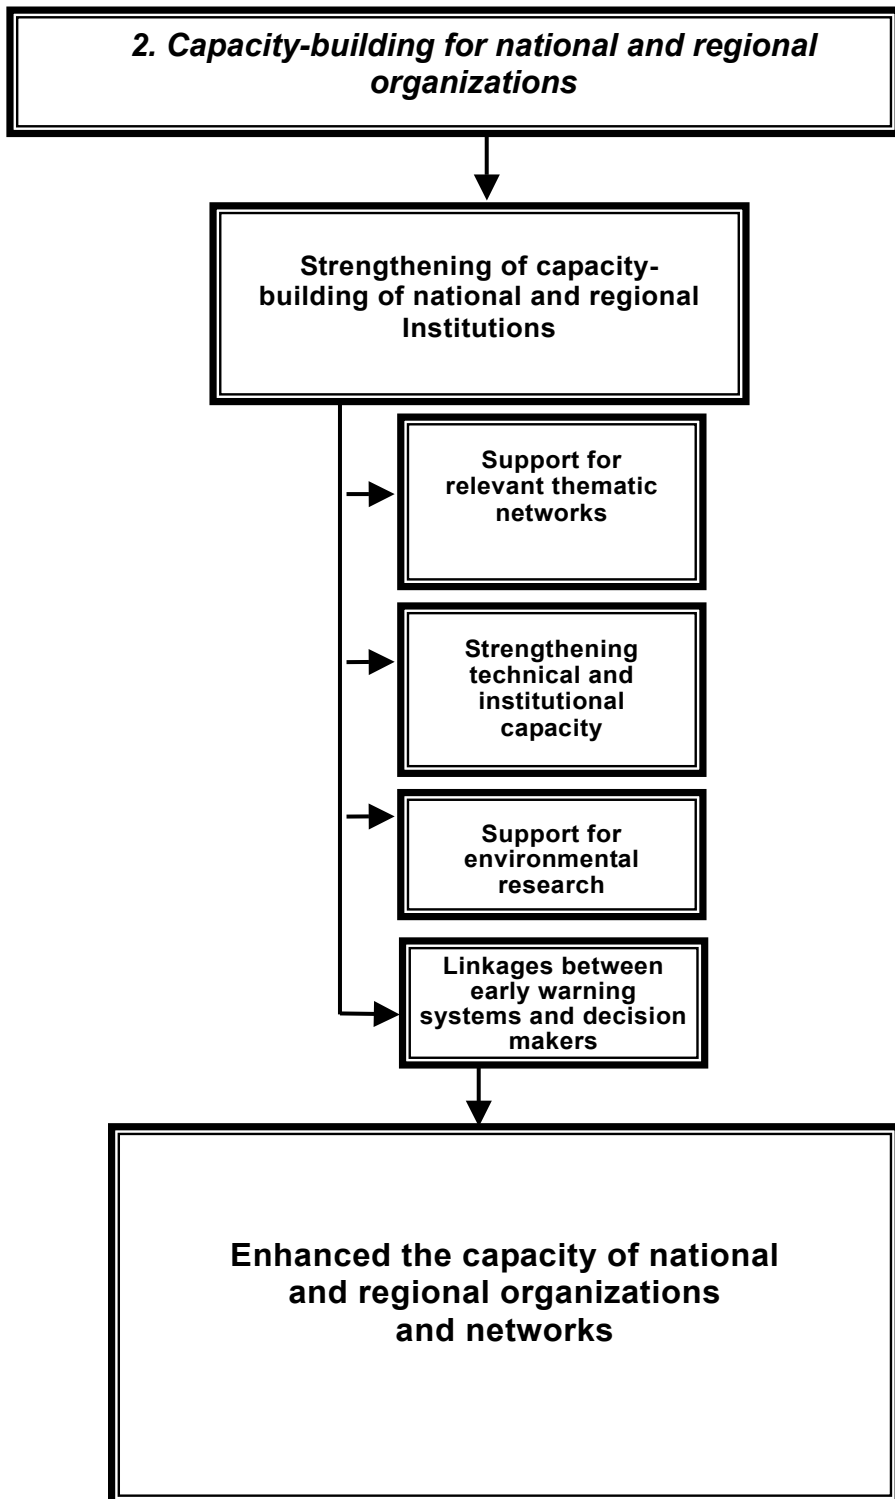 2. Capacity-building for national and regional
organizations
Strengthening of capacity-
building of national and regional
Institutions
Support for
relevant thematic
networks
Strengthening
technical and
institutional
capacity
Support for
environmental
research
Linkages between
early warning
systems and decision
makers
Enhanced the capacity of national
and regional organizations
and networks